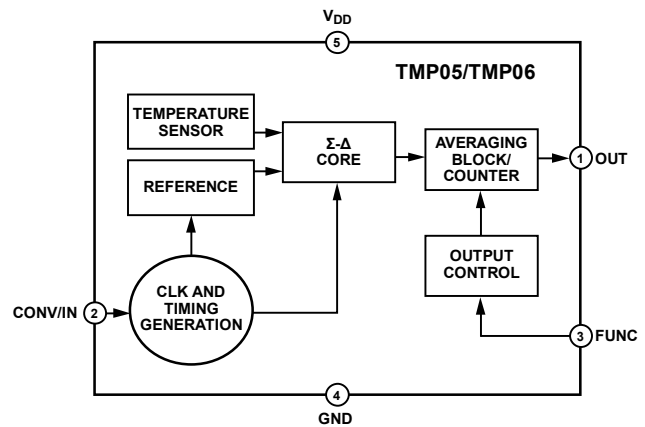 VDD
5
TMP05/TMP06
TEMPERATURE
SENSOR
Σ-Δ
CORE
AVERAGING
BLOCK/
COUNTER
1 OUT
REFERENCE
OUTPUT
CONTROL
CLK AND
TIMING
GENERATION
CONV/IN 2
3 FUNC
4
GND